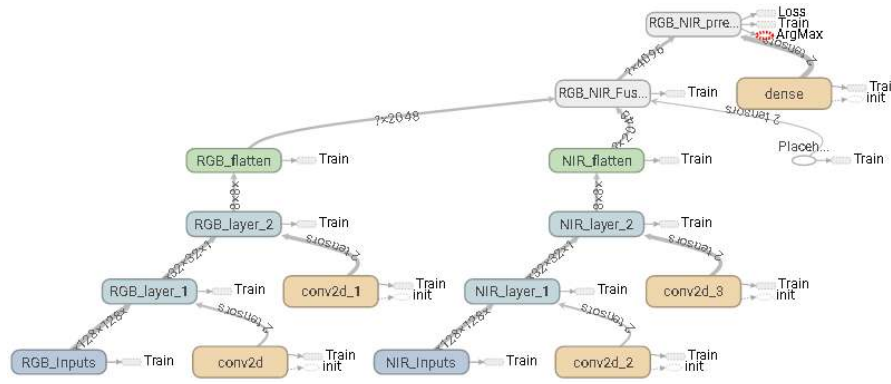 Loss
RGB_NIR_prre... Train
ArgMax
2 tensors
?×4096
dense Trai
init
RGB_NIR_Fus... Train
2 tensors
?×2048
Placeh...
Train
RGB_flatten Train
NIR_flatten Train
8×8×
8×8×
RGB_layer_2 Train
NIR_layer_2 Train
×32×32×1
2 tensors
×32×32×1
2 tensors
RGB_layer_1 Train
conv2d_1 Train
init
NIR_layer_1 Train
conv2d_3 Train
init
×128×128×
2 tensors
×128×128×
2 tensors
RGB_Inputs Train
conv2d Train
init
NIR_Inputs Train
conv2d_2 Train
init